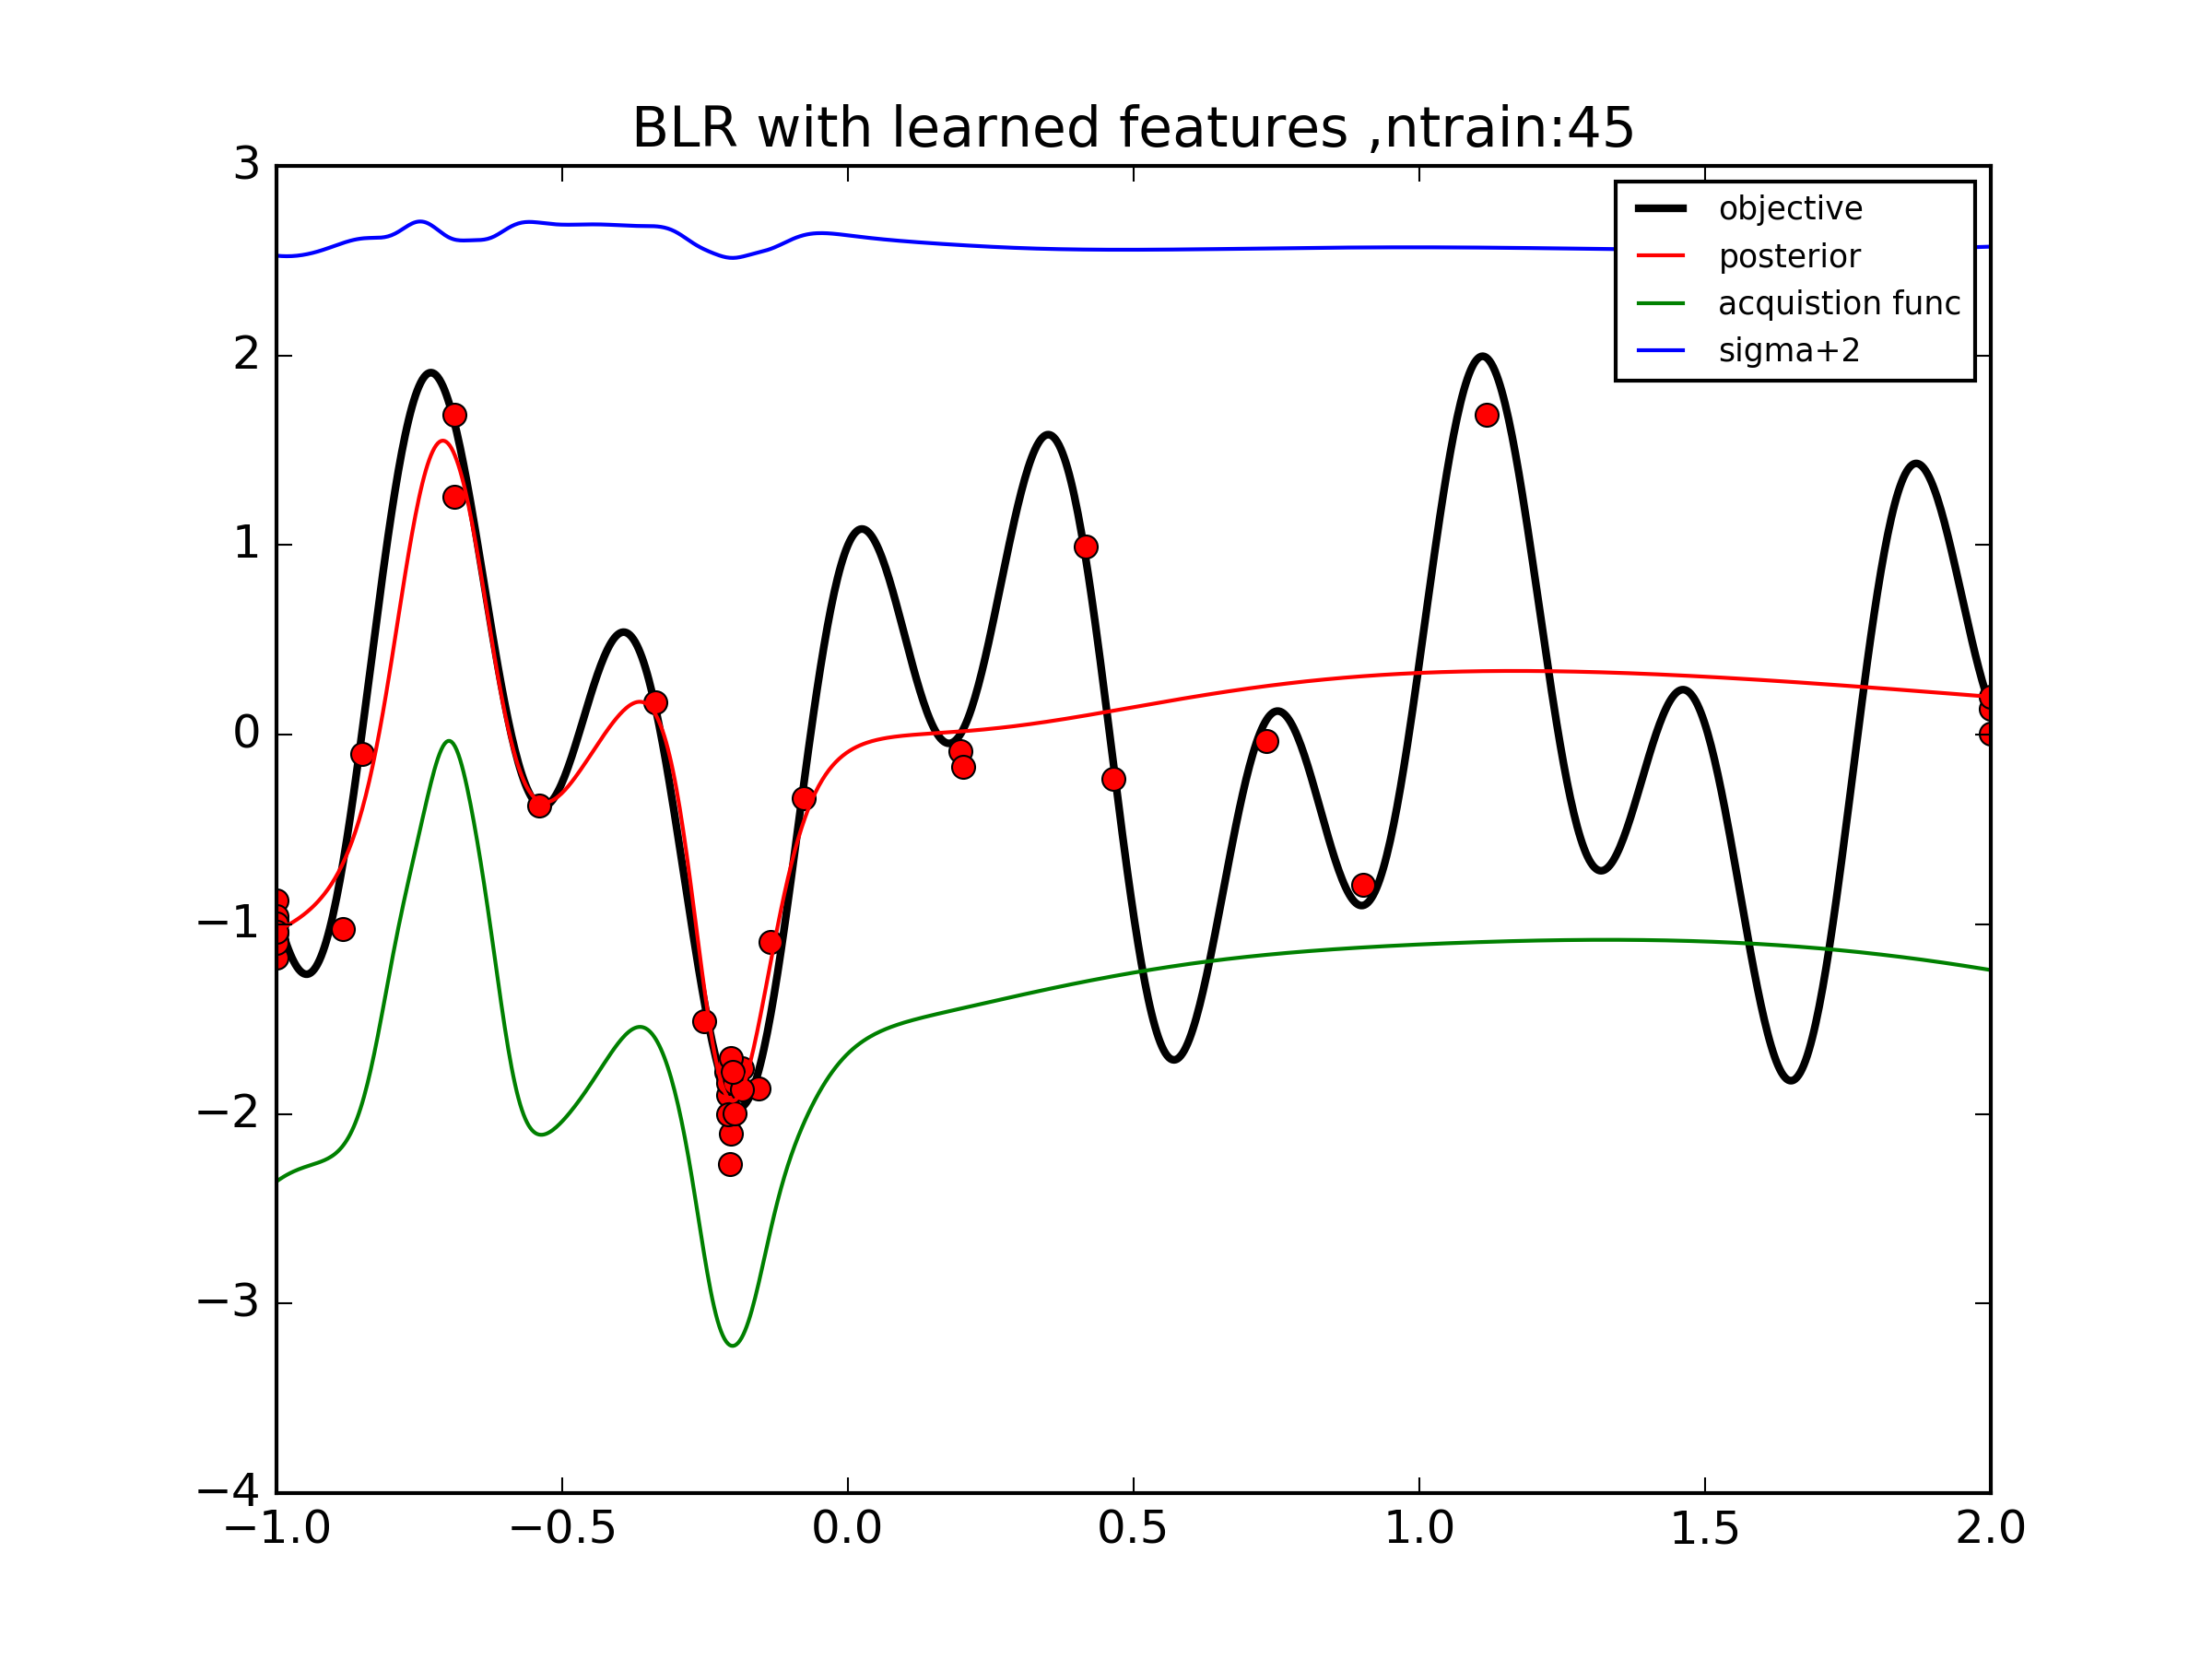 BLR with learned features ,ntrain:45
3
2
1
0
−1
−2
−3
−4
−1.0 −0.5 0.0 0.5 1.0 1.5 2.0
objective
posterior
acquistion func
sigma+2